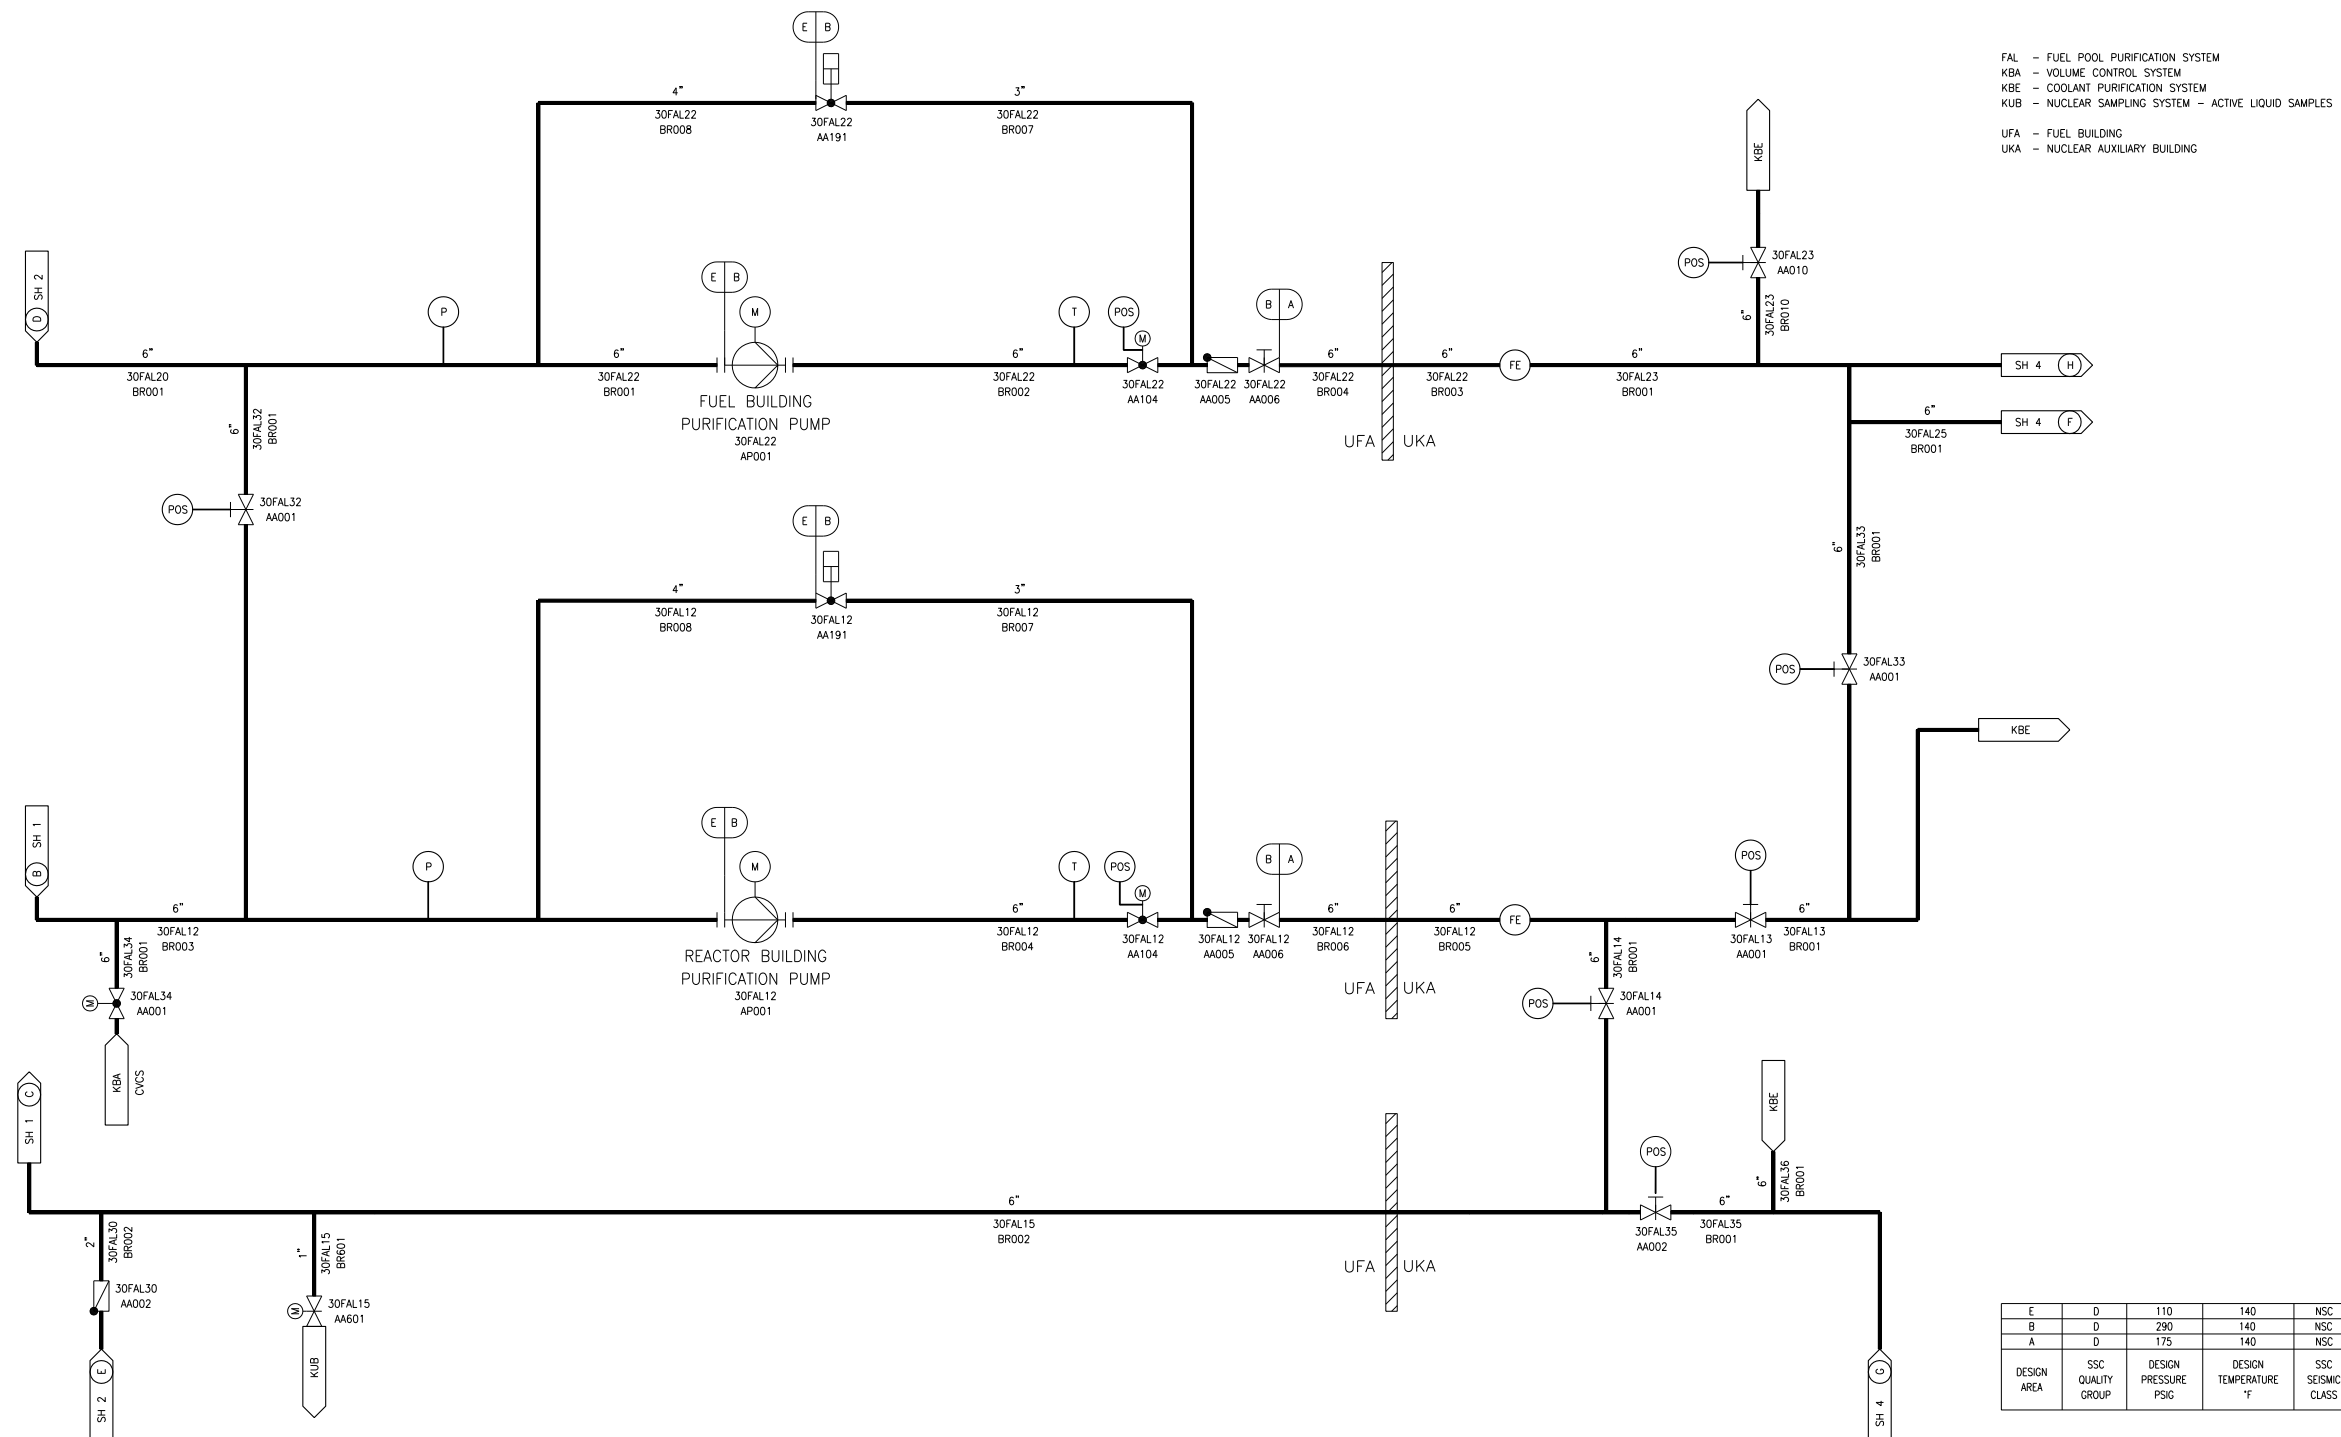 E B
4"
30FAL22
BR008
30FAL22
AA191
3"
30FAL22
BR007
FAL - FUEL POOL PURIFICATION SYSTEM
KBA - VOLUME CONTROL SYSTEM
KBE - COOLANT PURIFICATION SYSTEM
KUB - NUCLEAR SAMPLING SYSTEM - ACTIVE LIQUID SAMPLES
UFA - FUEL BUILDING
UKA - NUCLEAR AUXILIARY BUILDING
KBE
POS
30FAL23
AA010
6"
30FAL23
BR010
D SH 2
6"
30FAL20
BR001
P
6"
30FAL22
BR001
E B
M
FUEL BUILDING
PURIFICATION PUMP
30FAL22
AP001
6"
30FAL22
BR002
T
POS
M
30FAL22
AA104
30FAL22
AA005
B A
30FAL22
AA006
6"
30FAL22
BR004
UFA
UKA
6"
30FAL22
BR003
FE
6"
30FAL23
BR001
SH 4 H
6"
30FAL25
BR001
SH 4 F
6"
30FAL32
BR001
POS
30FAL32
AA001
E B
4"
30FAL12
BR008
30FAL12
AA191
3"
30FAL12
BR007
6"
30FAL33
BR001
POS
30FAL33
AA001
KBE
B SH 1
6"
30FAL12
BR003
P
E B
M
REACTOR BUILDING
PURIFICATION PUMP
30FAL12
AP001
6"
30FAL12
BR004
T
POS
M
30FAL12
AA104
30FAL12
AA005
B A
30FAL12
AA006
6"
30FAL12
BR006
UFA
UKA
6"
30FAL12
BR005
FE
POS
30FAL13
AA001
6"
30FAL13
BR001
6"
30FAL34
BR001
M
30FAL34
AA001
KBA
CVCS
6"
30FAL14
BR001
POS
30FAL14
AA001
SH 1 C
6"
30FAL15
BR002
UFA
UKA
POS
30FAL35
AA002
6"
30FAL35
BR001
KBE
6"
30FAL36
BR001
2"
30FAL30
BR002
30FAL30
AA002
SH 2 E
1"
30FAL15
BR601
M
30FAL15
AA601
KUB
SH 4 G
E D 110 140 NSC
B D 290 140 NSC
A D 175 140 NSC
DESIGN
AREA
SSC
QUALITY
GROUP
DESIGN
PRESSURE
PSIG
DESIGN
TEMPERATURE
°F
SSC
SEISMIC
CLASS